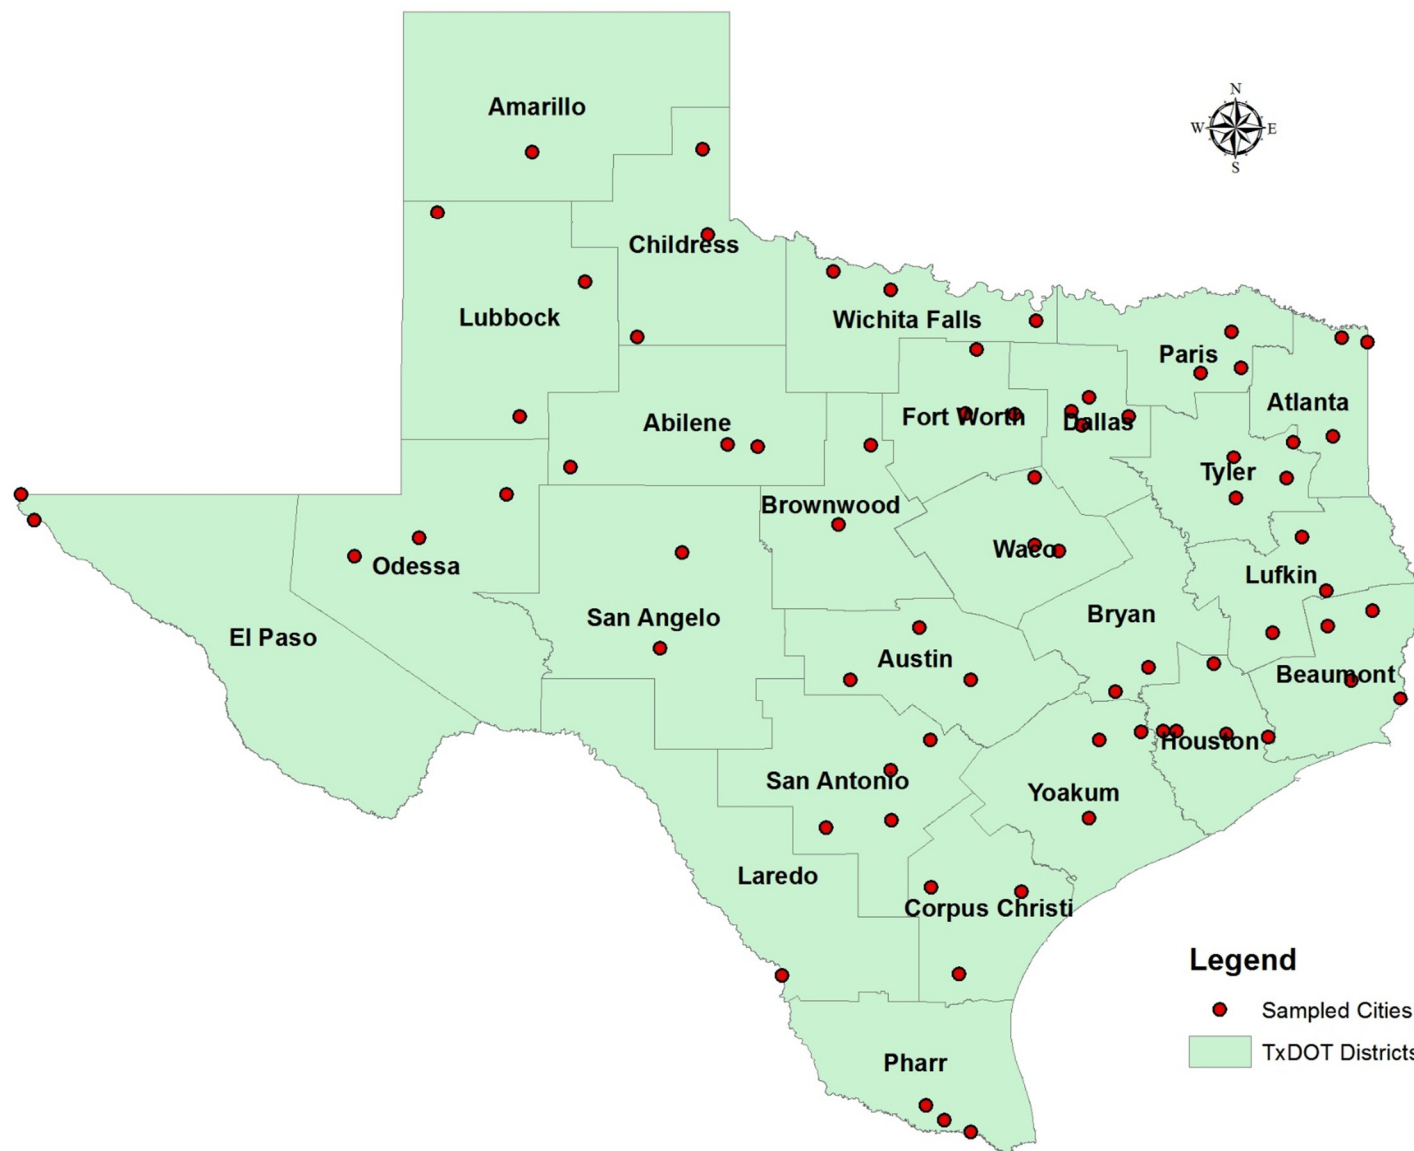 N
W E
S
Amarillo
Childress
Lubbock
Wichita Falls
Paris
Atlanta
Abilene
Fort Worth
Dallas
Tyler
Brownwood
Waco
Odessa
Lufkin
San Angelo
Bryan
El Paso
Austin
Beaumont
Houston
San Antonio
Yoakum
Laredo
Corpus Christi
Pharr
Legend
Sampled Cities
TxDOT Districts